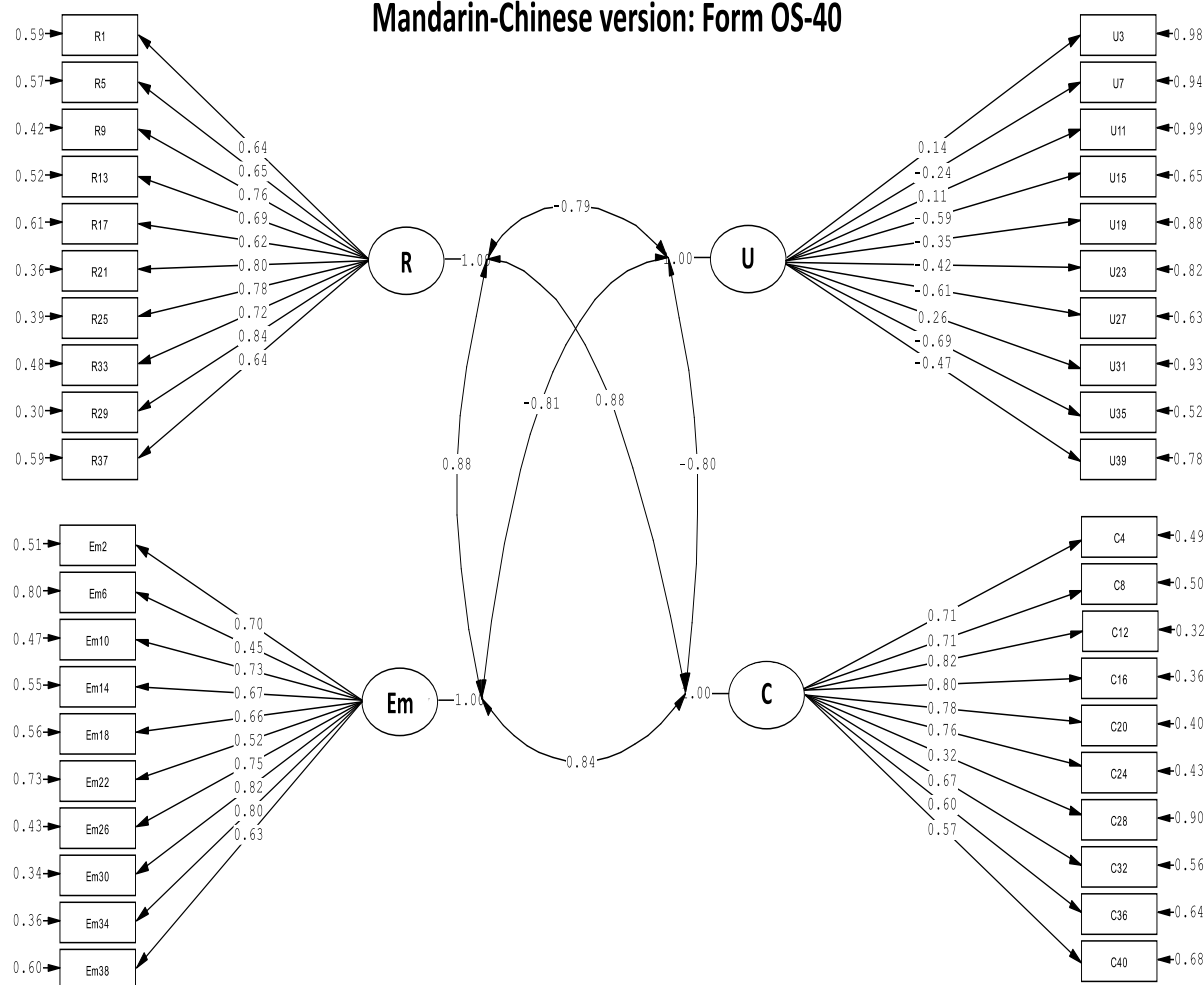 Mandarin-Chinese version: Form OS-40
0.59 R1
0.57 R5
0.42 R9
0.52 R13
0.61 R17
0.36 R21
0.39 R25
0.48 R33
0.30 R29
0.59 R37
0.64
0.65
0.76
0.69
0.62
0.80
0.78
0.72
0.84
0.64
R
1.00
-0.79
1.00
U
0.14
-0.24
0.11
-0.59
-0.35
-0.42
-0.61
0.26
-0.69
-0.47
U3 0.98
U7 0.94
U11 0.99
U15 0.65
U19 0.88
U23 0.82
U27 0.63
U31 0.93
U35 0.52
U39 0.78
-0.81
0.88
0.88
-0.80
0.51 Em2
0.80 Em6
0.47 Em10
0.55 Em14
0.56 Em18
0.73 Em22
0.43 Em26
0.34 Em30
0.36 Em34
0.60 Em38
0.70
0.45
0.73
0.67
0.66
0.52
0.75
0.82
0.80
0.63
Em
1.00
0.84
1.00
C
0.71
0.71
0.82
0.80
0.78
0.76
0.32
0.67
0.60
0.57
C4 0.49
C8 0.50
C12 0.32
C16 0.36
C20 0.40
C24 0.43
C28 0.90
C32 0.56
C36 0.64
C40 0.68